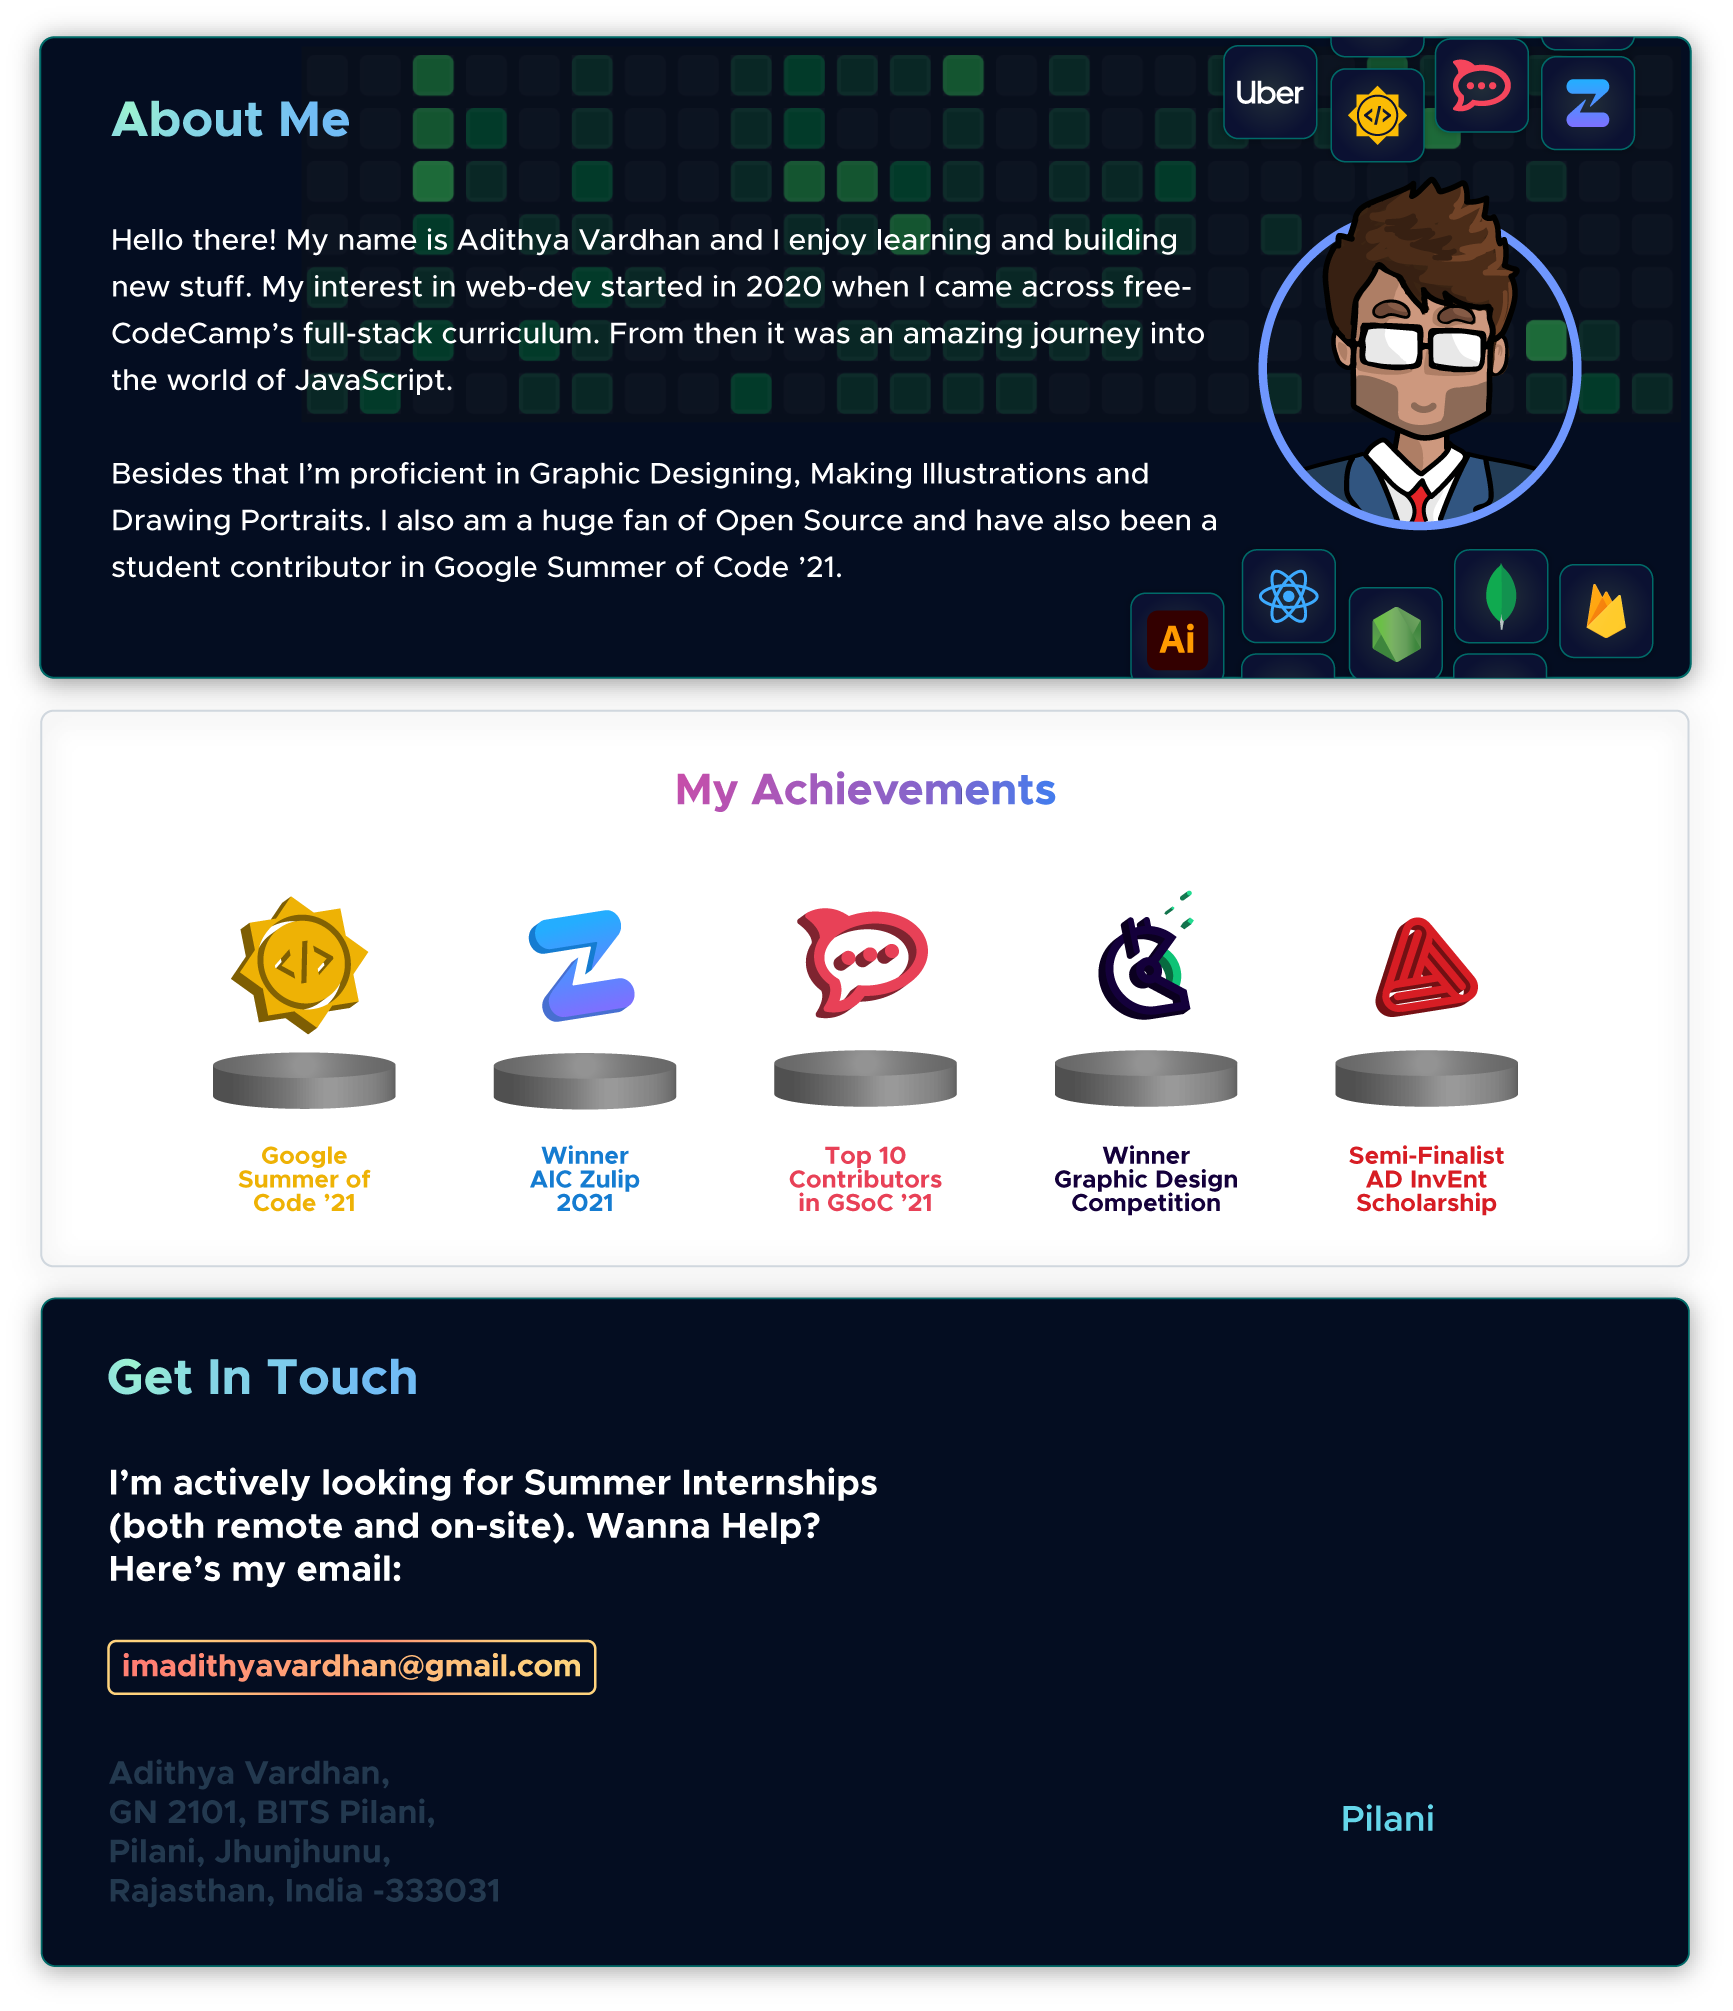 About Me
Uber
Hello there! My name is Adithya Vardhan and I enjoy learning and building
new stuff. My interest in web-dev started in 2020 when I came across free-
CodeCamp’s full-stack curriculum. From then it was an amazing journey into
the world of JavaScript.
Besides that I’m proficient in Graphic Designing, Making Illustrations and
Drawing Portraits. I also am a huge fan of Open Source and have also been a
student contributor in Google Summer of Code ’21.
Ai
My Achievements
Google
Summer of
Code ’21
Winner
AIC Zulip
2021
Top 10
Contributors
in GSoC ’21
Winner
Graphic Design
Competition
Semi-Finalist
AD InvEnt
Scholarship
Get In Touch
I’m actively looking for Summer Internships
(both remote and on-site). Wanna Help?
Here’s my email:
imadithyavardhan@gmail.com
Adithya Vardhan,
GN 2101, BITS Pilani,
Pilani, Jhunjhunu,
Rajasthan, India -333031
Pilani